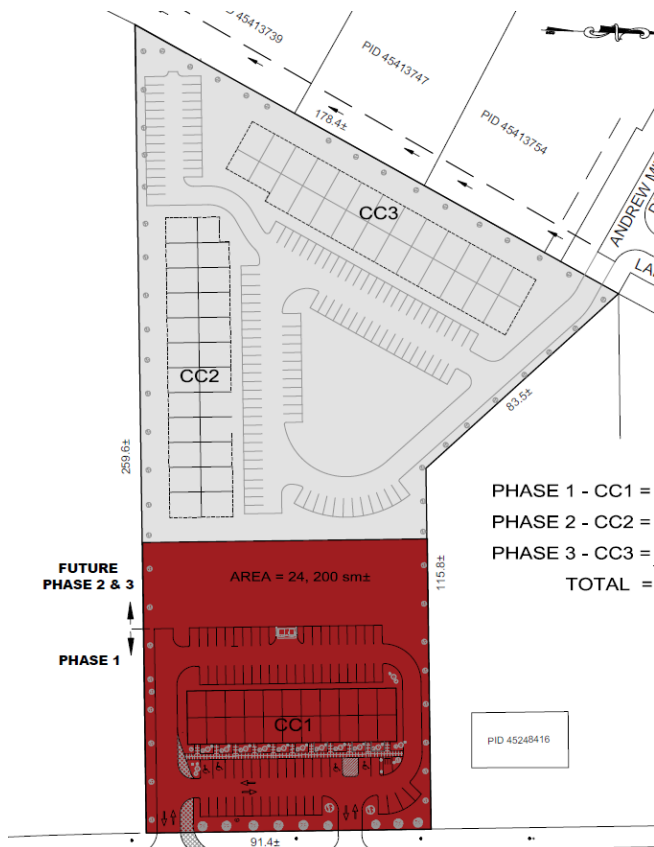 PID 45413739
PID 45413747
178.4±
PID 45413754
CC3
CC2
83.5±
259.6±
PHASE 1 - CC1 =
PHASE 2 - CC2 =
PHASE 3 - CC3 =
TOTAL =
FUTURE
PHASE 2 & 3
AREA = 24, 200 sm±
115.8±
PHASE 1
CC1
PID 45248416
91.4±